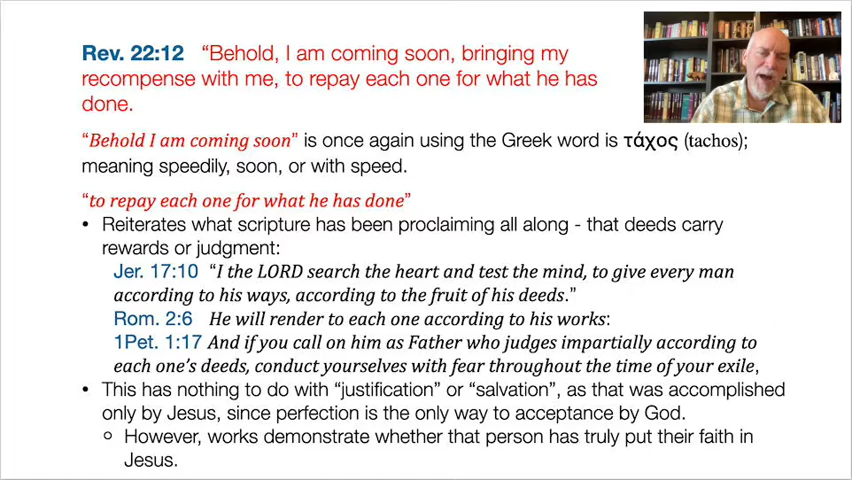 Rev. 22:12 “Behold, I am coming soon, bringing my
recompense with me, to repay each one for what he has
done.
“Behold I am coming soon” is once again using the Greek word is τάχος (tachos);
meaning speedily, soon, or with speed.
“to repay each one for what he has done”
• Reiterates what scripture has been proclaiming all along - that deeds carry
rewards or judgment:
Jer. 17:10 “I the LORD search the heart and test the mind, to give every man
according to his ways, according to the fruit of his deeds.”
Rom. 2:6 He will render to each one according to his works:
1Pet. 1:17 And if you call on him as Father who judges impartially according to
each one’s deeds, conduct yourselves with fear throughout the time of your exile,
• This has nothing to do with “justification” or “salvation”, as that was accomplished
only by Jesus, since perfection is the only way to acceptance by God.
○ However, works demonstrate whether that person has truly put their faith in
Jesus.